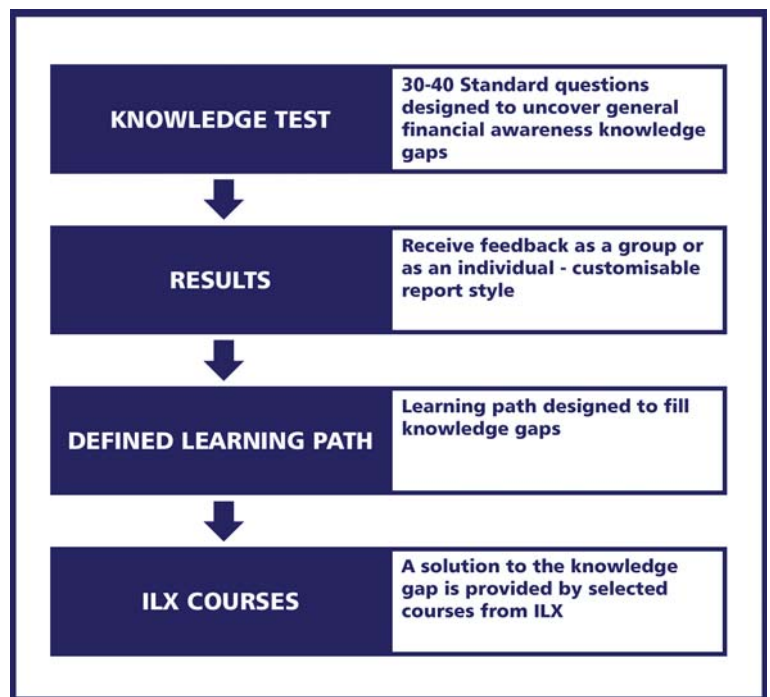 KNOWLEDGE TEST
30-40 Standard questions
designed to uncover general
financial awareness knowledge
gaps
RESULTS
Receive feedback as a group or
as an individual - customisable
report style
DEFINED LEARNING PATH
Learning path designed to fill
knowledge gaps
ILX COURSES
A solution to the knowledge
gap is provided by selected
courses from ILX